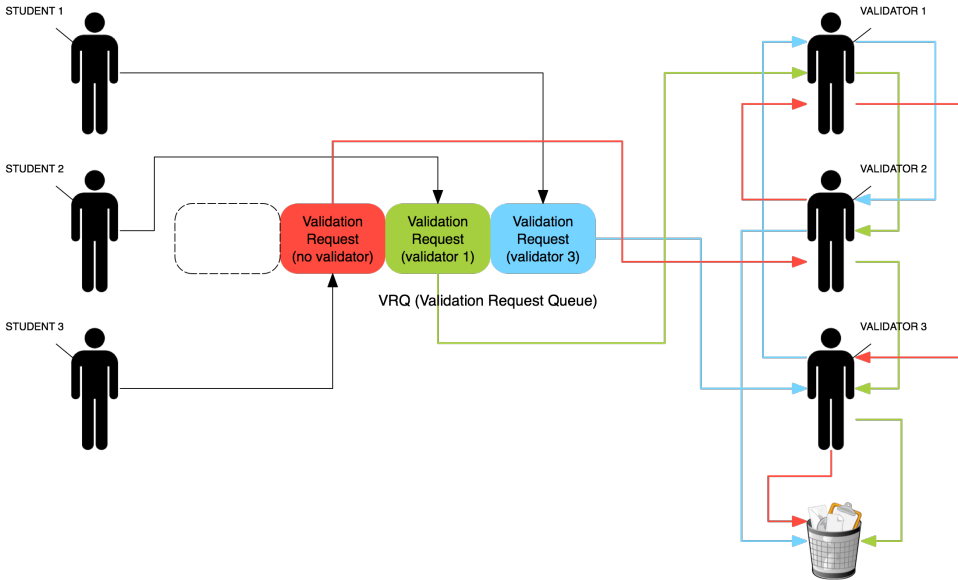 STUDENT 1
VALIDATOR 1
STUDENT 2
VALIDATOR 2
Validation
Request
(no validator)
Validation
Request
(validator 1)
Validation
Request
(validator 3)
VRQ (Validation Request Queue)
STUDENT 3
VALIDATOR 3